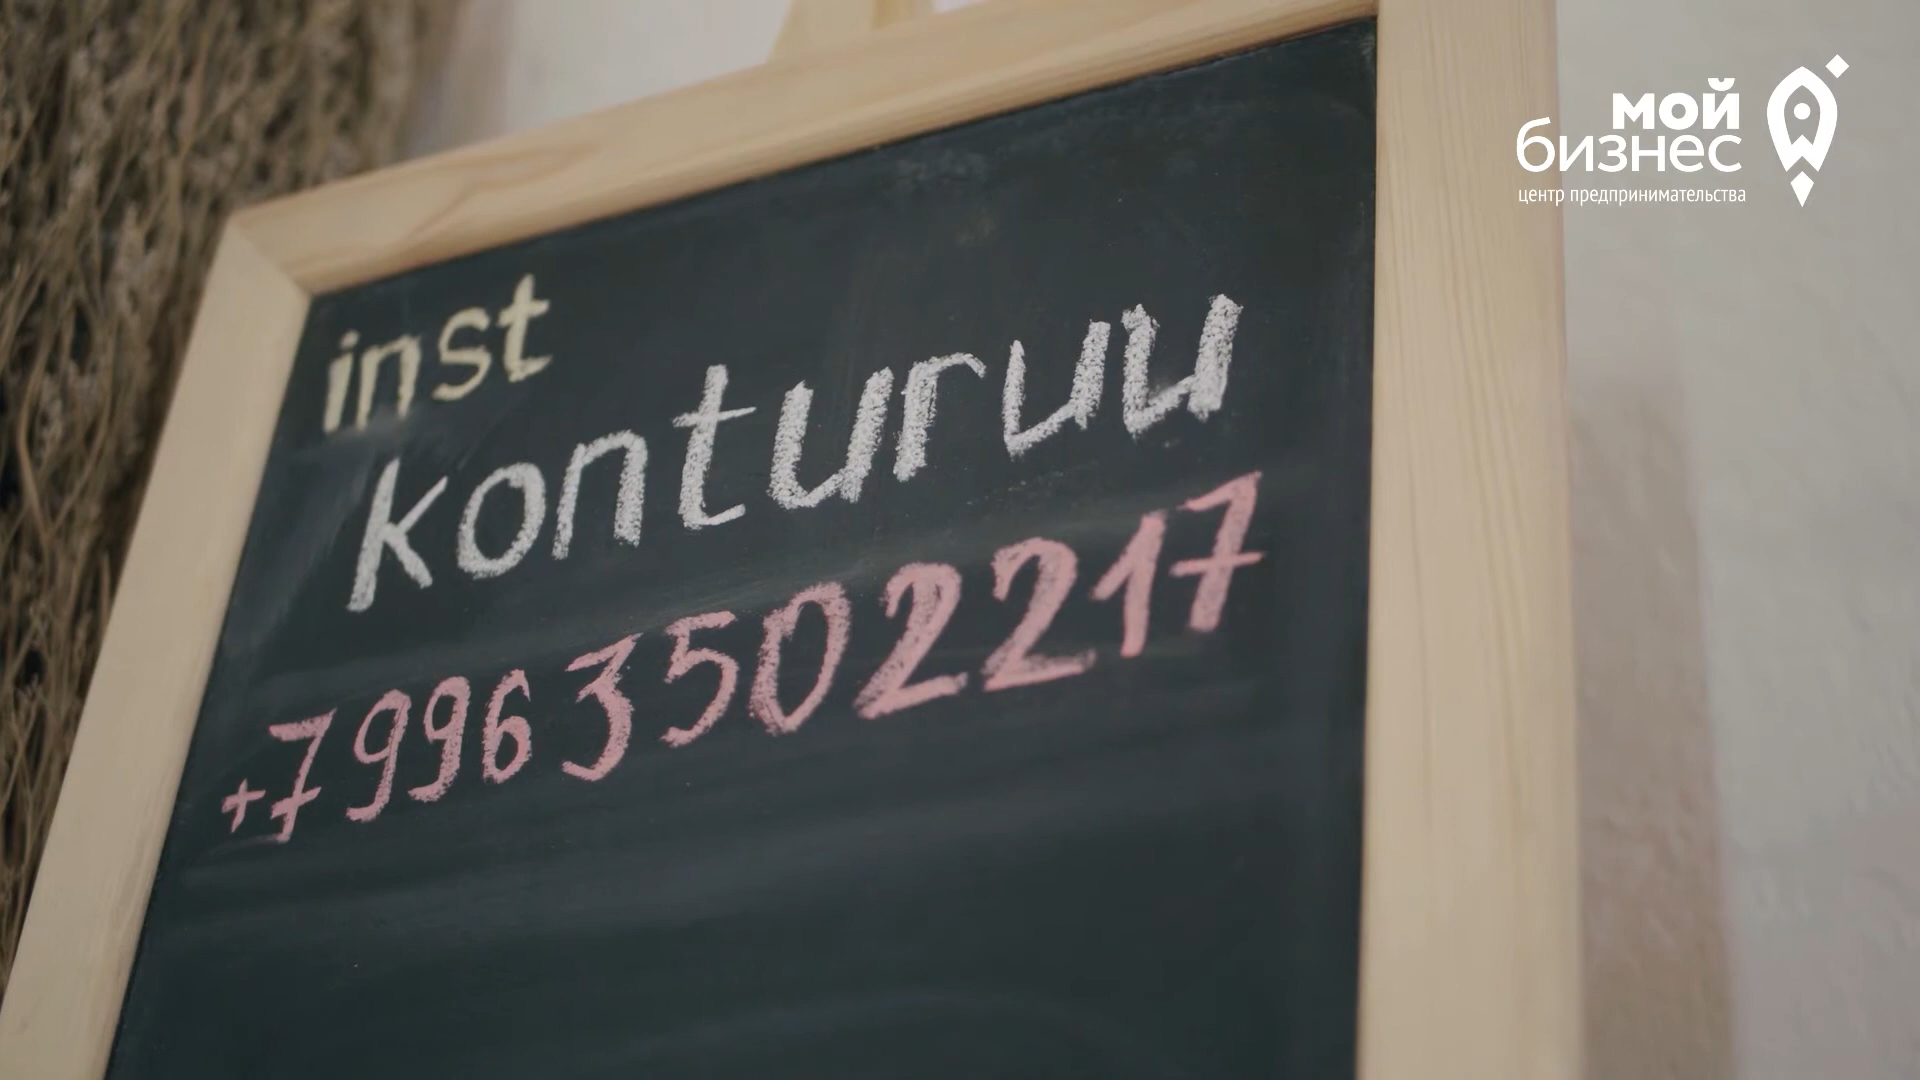 inst
konturuu
+79963502217
мой
бизнес
центр предпринимательства